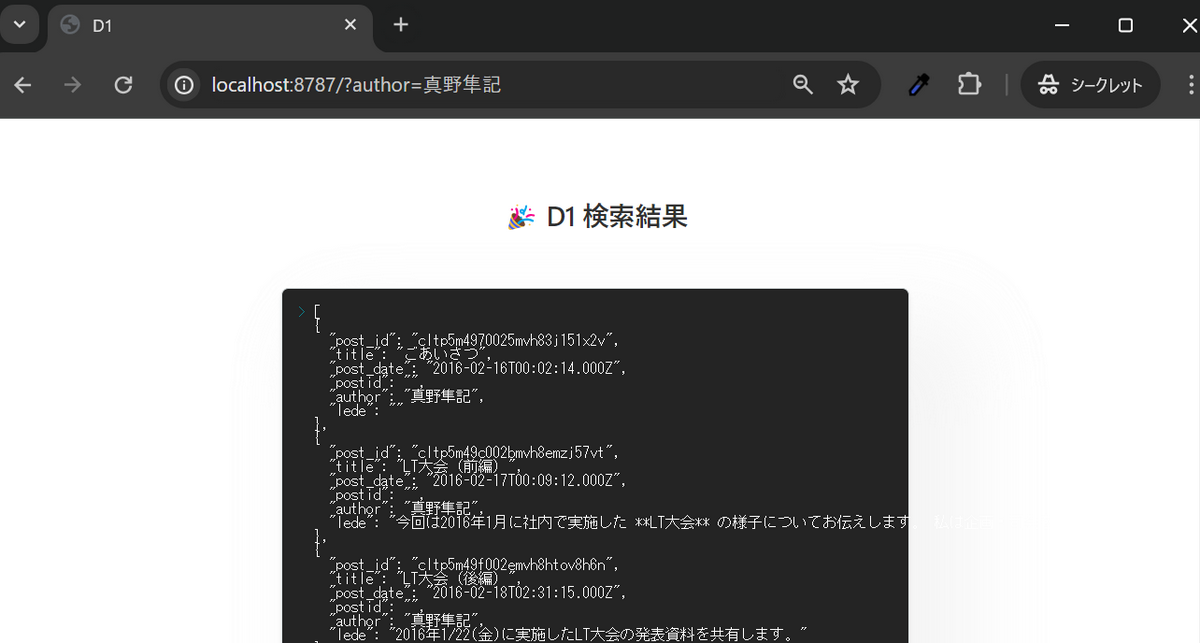 D1
localhost:8787/?author=真野隼記
シークレット
🎉 D1 検索結果
> [
{
"post_id": "cltp5m4970025mvh83j151x2v",
"title": "ごあいさつ",
"post_date": "2016-02-16T00:02:14.000Z",
"postid": "",
"author": "真野隼記",
"lede": ""
},
{
"post_id": "cltp5m49c002bmvh8emzj57vt",
"title": "LT大会（前編）",
"post_date": "2016-02-17T00:09:12.000Z",
"postid": "",
"author": "真野隼記",
"lede": "今回は2016年1月に社内で実施した **LT大会** の様子についてお伝えします。
},
{
"post_id": "cltp5m49f002emvh8htov8h6n",
"title": "LT大会（後編）",
"post_date": "2016-02-18T02:31:15.000Z",
"postid": "",
"author": "真野隼記",
"lede": "2016年1/22(金)に実施したLT大会の発表資料を共有します。"